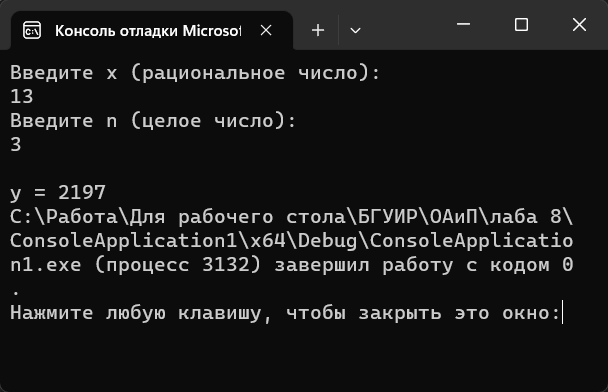 Консоль отладки Microsof
Введите x (рациональное число):
13
Введите n (целое число):
3
y = 2197
C:\Работа\Для рабочего стола\БГУИР\ОАиП\лаба 8\
ConsoleApplication1\x64\Debug\ConsoleApplicatio
n1.exe (процесс 3132) завершил работу с кодом 0
.
Нажмите любую клавишу, чтобы закрыть это окно: